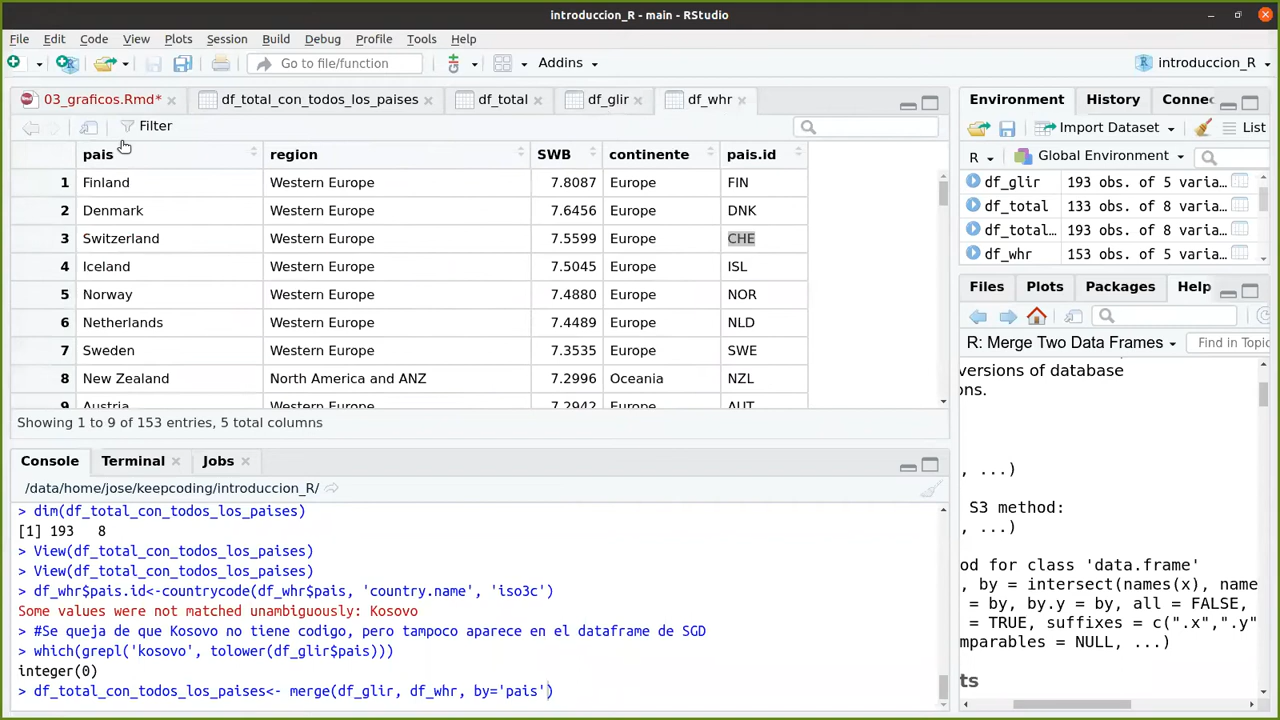 introduccion_R - main - RStudio
File Edit Code View Plots Session Build Debug Profile Tools Help
Go to file/function Addins introduccion_R
03_graficos.Rmd* df_total_con_todos_los_paises df_total df_glir df_whr
Filter
pais region SWB continente pais.id
1 Finland Western Europe 7.8087 Europe FIN
2 Denmark Western Europe 7.6456 Europe DNK
3 Switzerland Western Europe 7.5599 Europe CHE
4 Iceland Western Europe 7.5045 Europe ISL
5 Norway Western Europe 7.4880 Europe NOR
6 Netherlands Western Europe 7.4489 Europe NLD
7 Sweden Western Europe 7.3535 Europe SWE
8 New Zealand North America and ANZ 7.2996 Oceania NZL
9 Austria Western Europe 7.2942 Europe AUT
Showing 1 to 9 of 153 entries, 5 total columns
Console Terminal Jobs
/data/home/jose/keepcoding/introduccion_R/
> dim(df_total_con_todos_los_paises)
[1] 193 8
> View(df_total_con_todos_los_paises)
> View(df_total_con_todos_los_paises)
> df_whr$pais.id<-countrycode(df_whr$pais, 'country.name', 'iso3c')
Some values were not matched unambiguously: Kosovo
> #Se queja de que Kosovo no tiene codigo, pero tampoco aparece en el dataframe de SGD
> which(grepl('kosovo', tolower(df_glir$pais)))
integer(0)
> df_total_con_todos_los_paises<- merge(df_glir, df_whr, by='pais')
Environment History Connec
Import Dataset List
R Global Environment
df_glir 193 obs. of 5 varia...
df_total 133 obs. of 8 varia...
df_total... 193 obs. of 8 varia...
df_whr 153 obs. of 5 varia...
Files Plots Packages Help
R: Merge Two Data Frames Find in Topic
versions of database
ons.
, ...)
S3 method:
, ...)
od for class 'data.frame'
, by = intersect(names(x), name
= by, by.y = by, all = FALSE,
= TRUE, suffixes = c(".x",".y"
mparables = NULL, ...)
ts